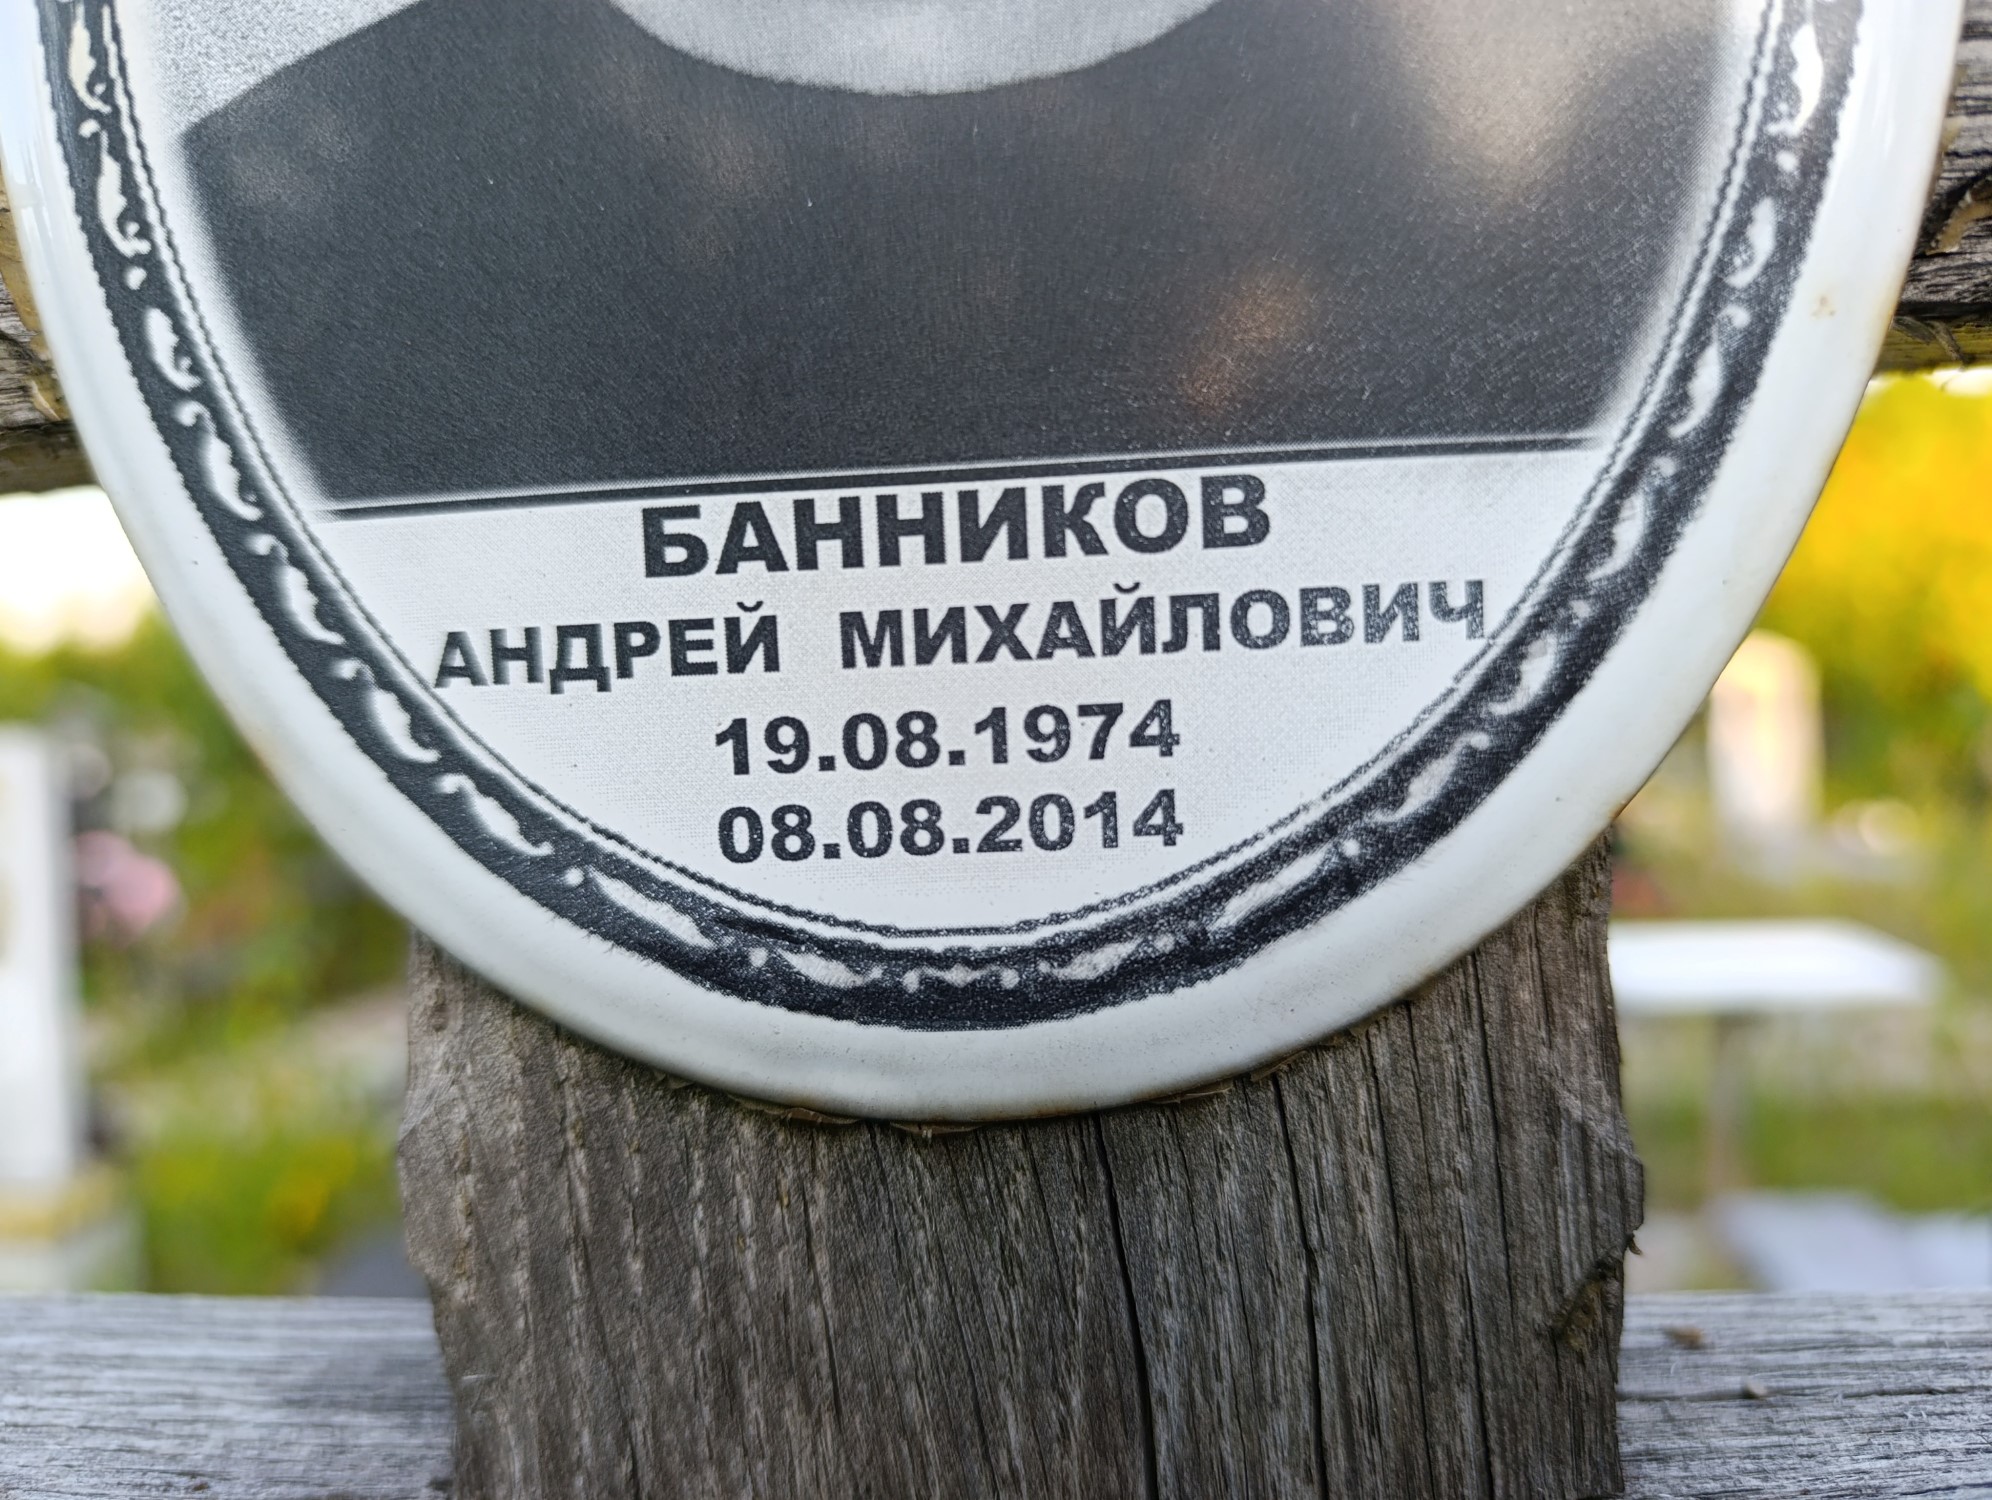 БАННИКОВ
АНДРЕЙ МИХАЙЛОВИЧ
19.08.1974
08.08.2014